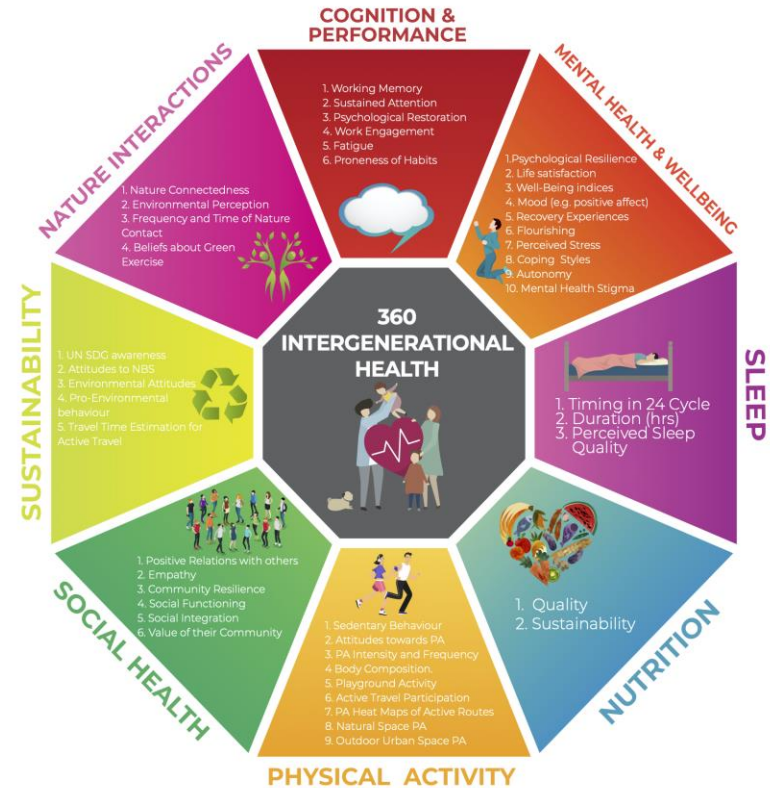 COGNITION &
PERFORMANCE
1. Working Memory
2. Sustained Attention
3. Psychological Restoration
4. Work Engagement
5. Fatigue
6. Proneness of Habits
MENTAL HEALTH & WELLBEING
1.Psychological Resilience
2. Life satisfaction
3. Well-Being indices
4. Mood (e.g. positive affect)
5. Recovery Experiences
6. Flourishing
7. Perceived Stress
8. Coping Styles
9. Autonomy
10. Mental Health Stigma
SLEEP
1. Timing in 24 Cycle
2. Duration (hrs)
3. Perceived Sleep
Quality
NUTRITION
1. Quality
2. Sustainability
PHYSICAL ACTIVITY
1. Sedentary Behaviour
2. Attitudes towards PA
3. PA Intensity and Frequency
4 Body Composition.
5. Playground Activity
6. Active Travel Participation
7. PA Heat Maps of Active Routes
8. Natural Space PA
9. Outdoor Urban Space PA
SOCIAL HEALTH
1. Positive Relations with others
2. Empathy
3. Community Resilience
4. Social Functioning
5. Social Integration
6. Value of their Community
SUSTAINABILITY
1. UN SDG awareness
2. Attitudes to NBS
3. Environmental Attitudes
4. Pro-Environmental
behaviour
5. Travel Time Estimation for
Active Travel
NATURE INTERACTIONS
1. Nature Connectedness
2. Environmental Perception
3. Frequency and Time of Nature
Contact
4. Beliefs about Green
Exercise
360
INTERGENERATIONAL
HEALTH